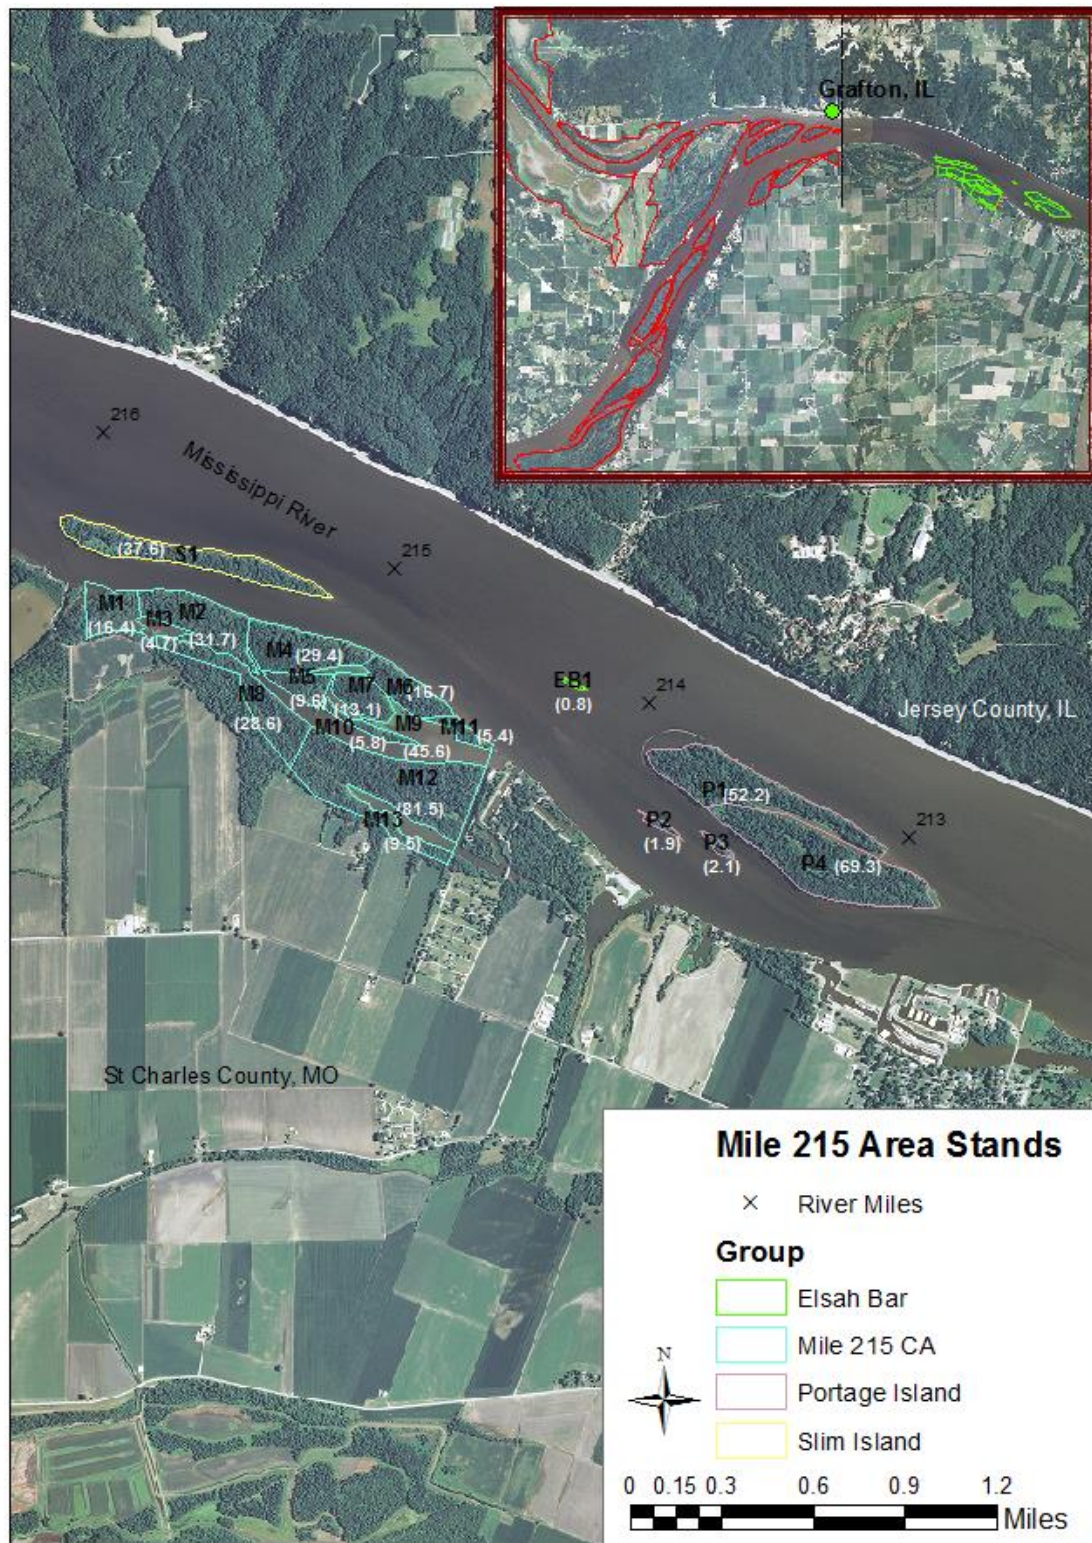 Grafton, IL
216
Mississippi River
215
S1
(37.6)
M1
(16.4)
M3
(4.7)
M2
(31.7)
M4
(29.4)
M5
(9.6)
M7
(13.1)
M6
(16.7)
M8
(28.6)
M10
(5.8)
M9
(45.6)
M11
(5.4)
M12
(81.5)
M13
(9.5)
EB1
(0.8)
214
Jersey County, IL
P1
(52.2)
P2
(1.9)
P3
(2.1)
P4
(69.3)
213
St Charles County, MO
Mile 215 Area Stands
River Miles
Group
Elsah Bar
Mile 215 CA
Portage Island
Slim Island
N
0 0.15 0.3 0.6 0.9 1.2
Miles